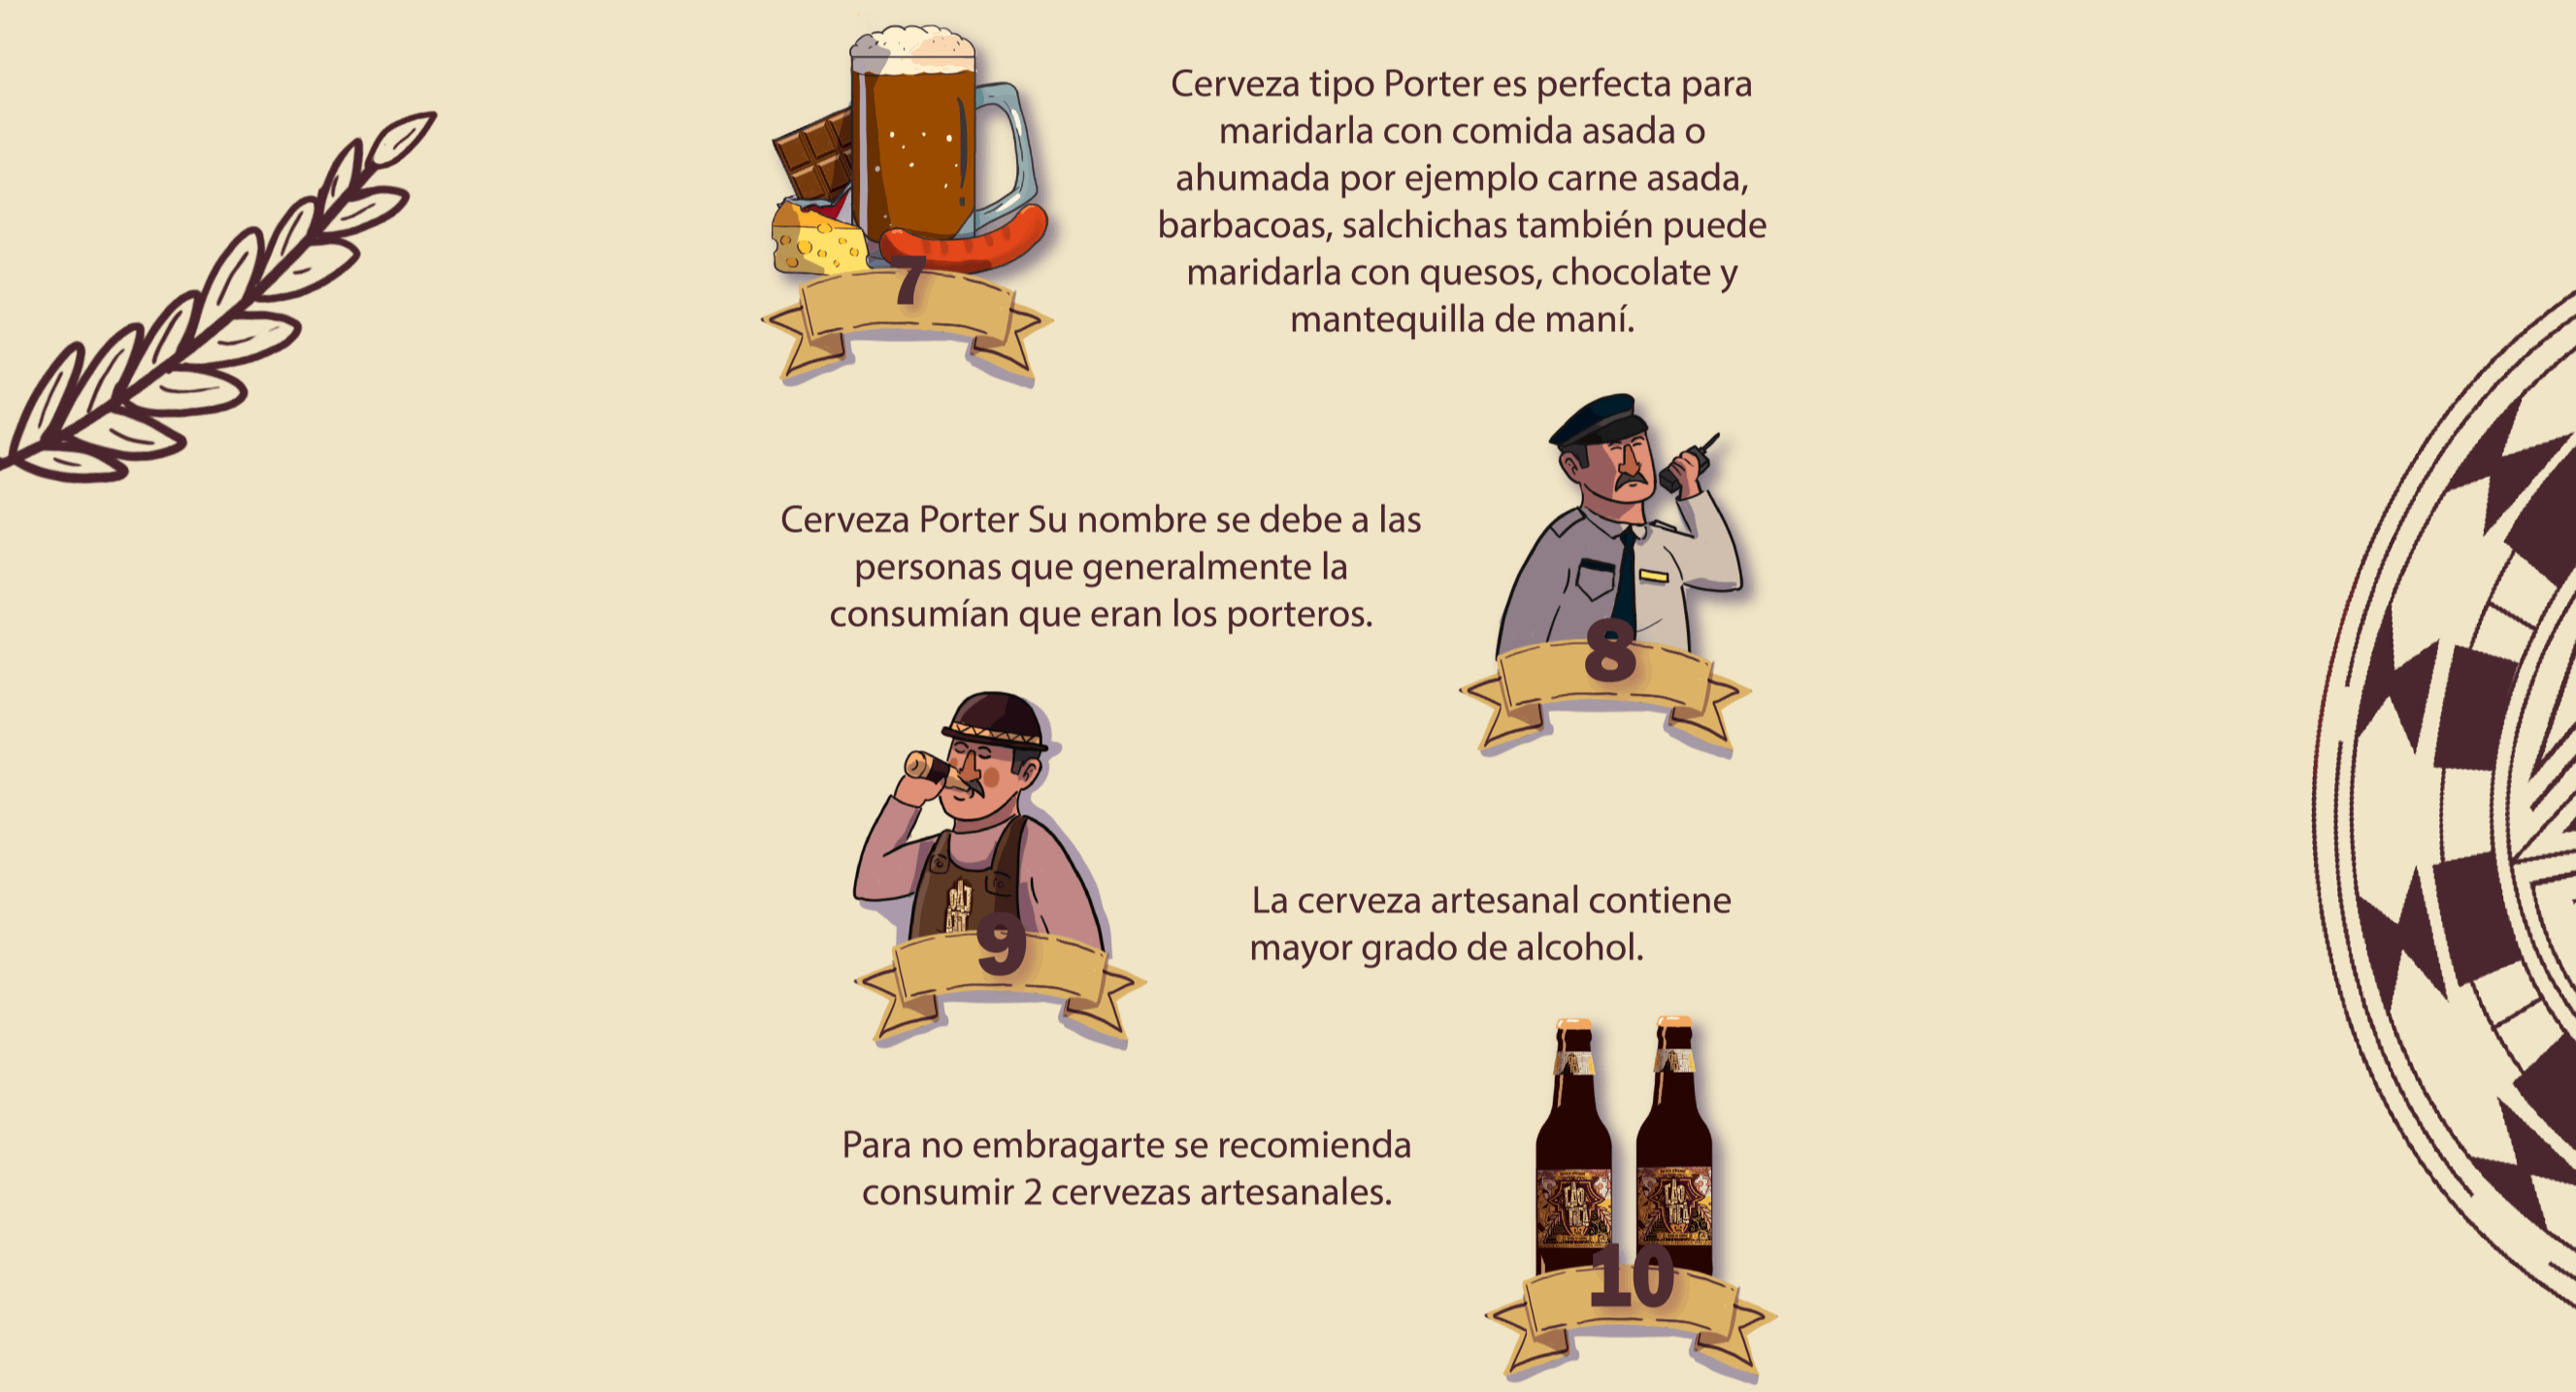 Cerveza tipo Porter es perfecta para
maridarla con comida asada o
ahumada por ejemplo carne asada,
barbacoas, salchichas también puede
maridarla con quesos, chocolate y
mantequilla de maní.
7
Cerveza Porter Su nombre se debe a las
personas que generalmente la
consumían que eran los porteros.
8
9
La cerveza artesanal contiene
mayor grado de alcohol.
Para no embragarte se recomienda
consumir 2 cervezas artesanales.
10